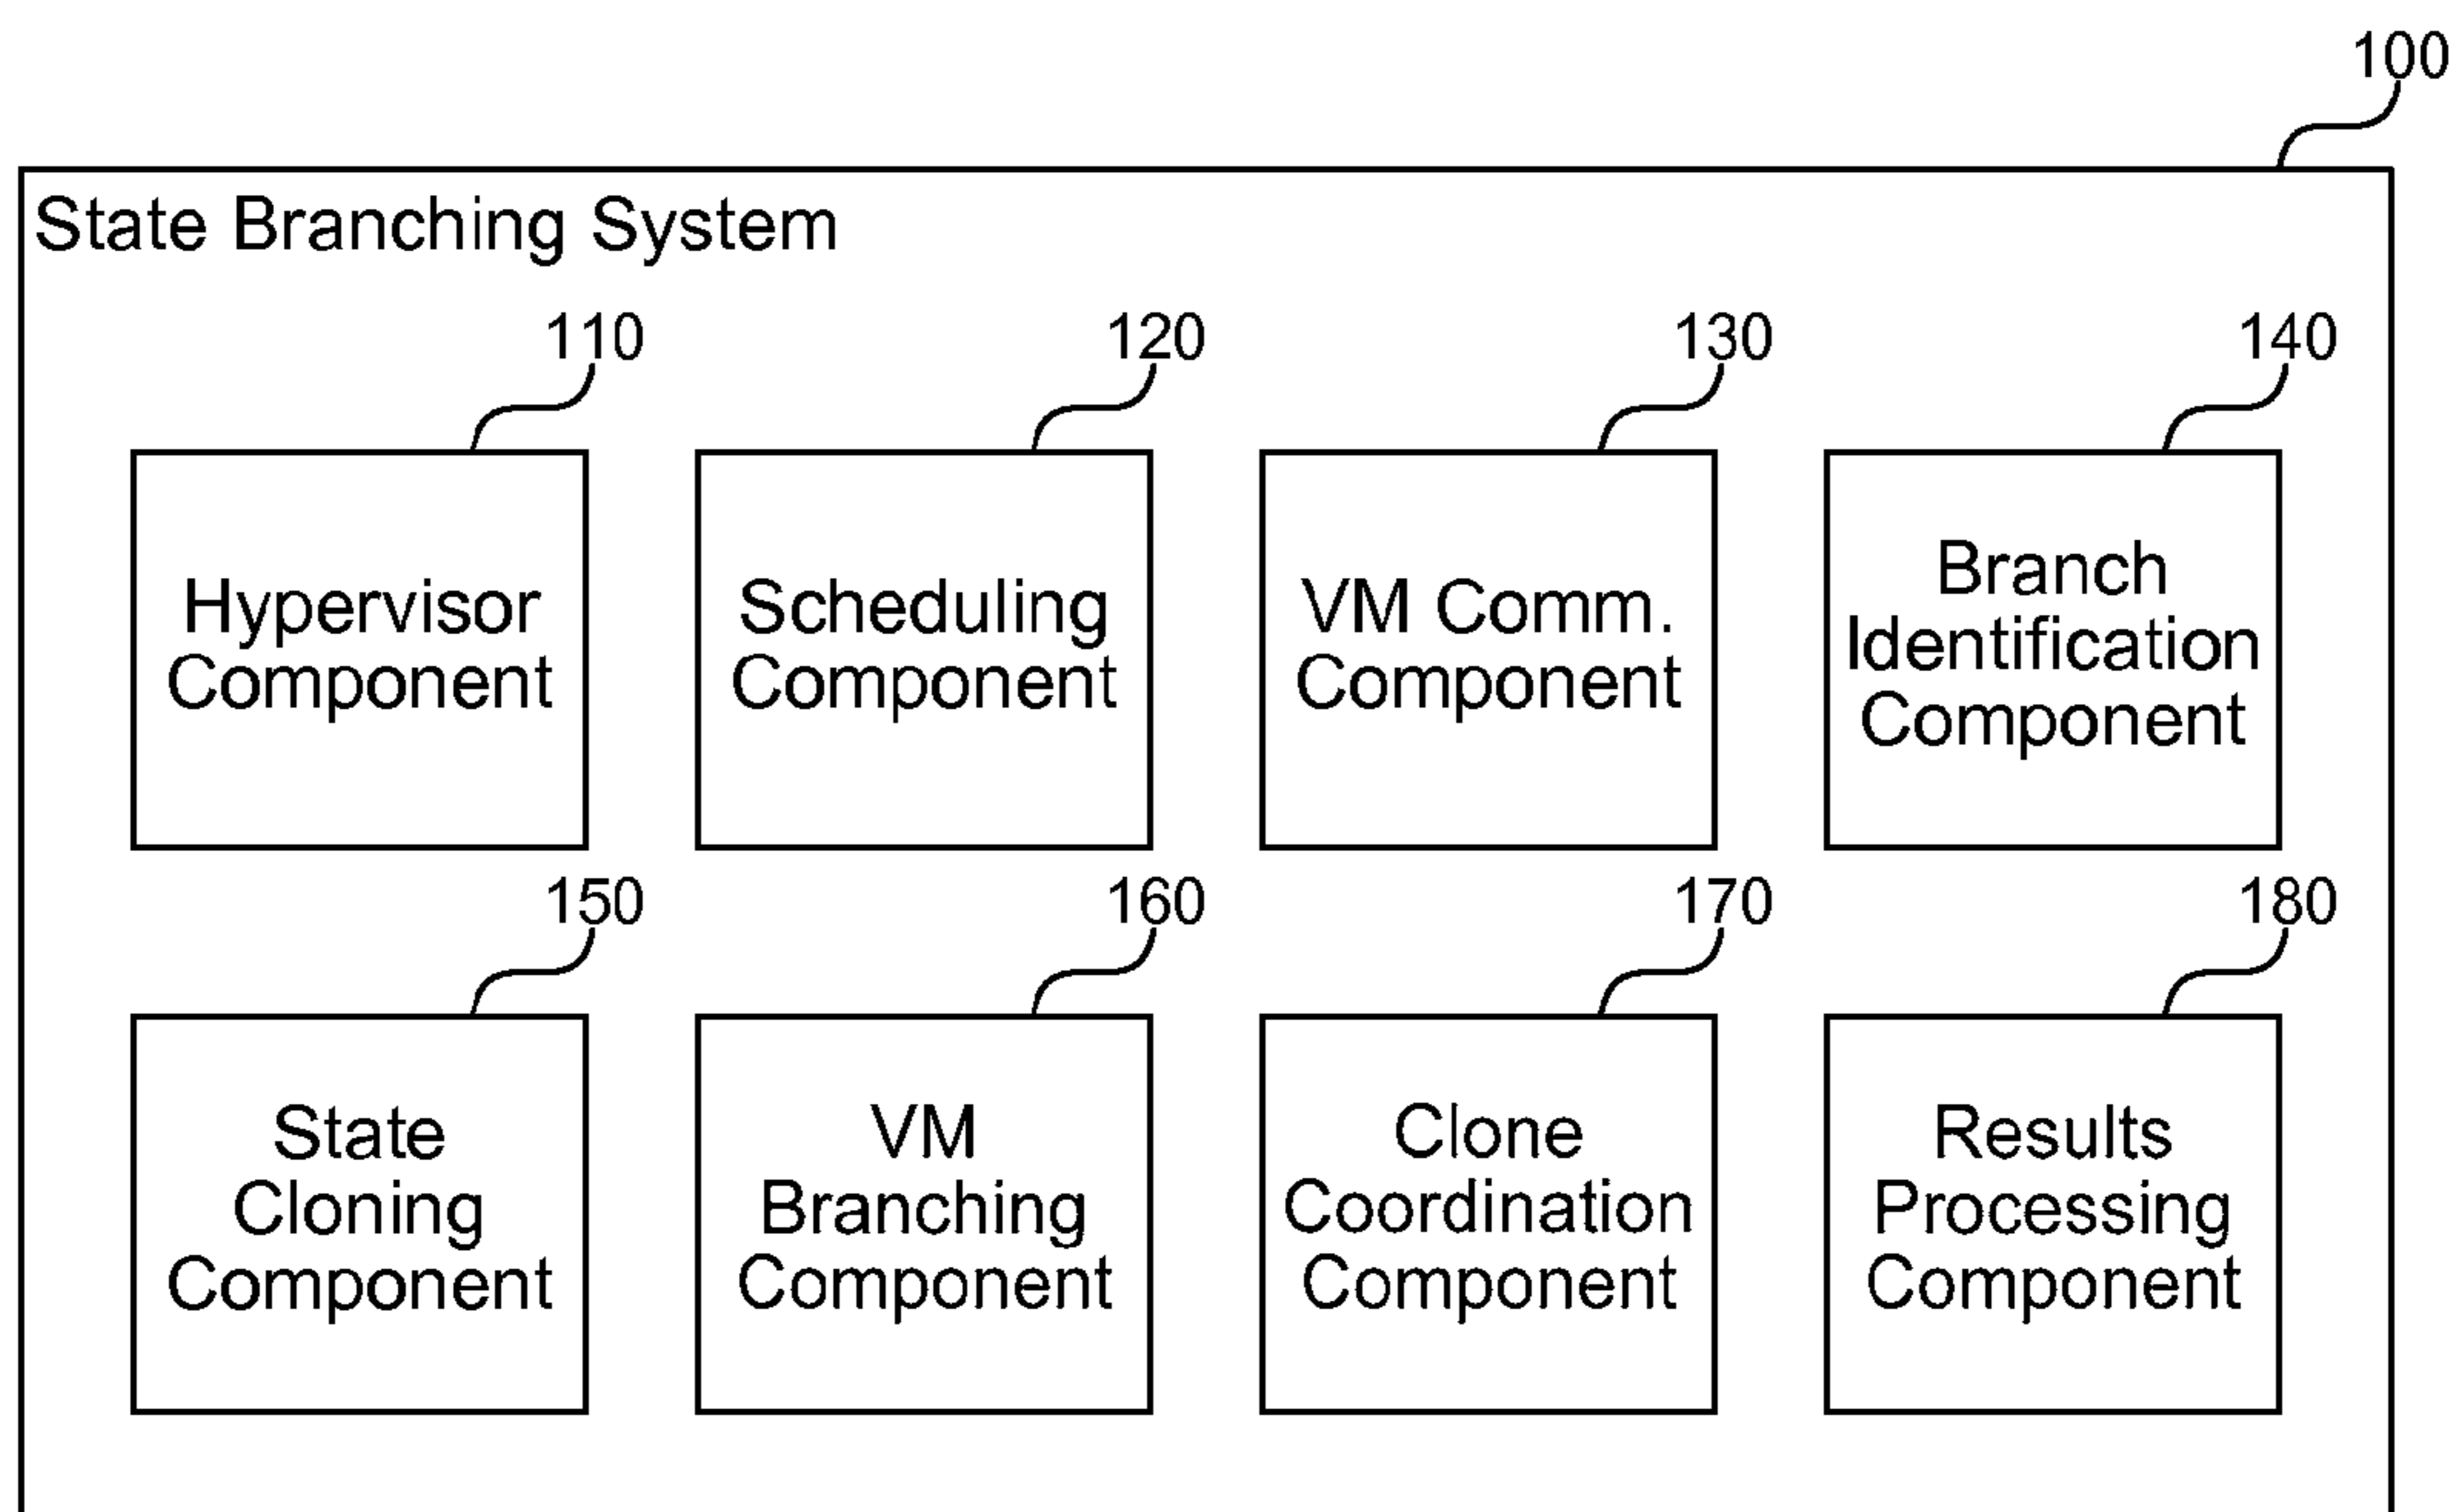 100
State Branching System
110
120
130
140
Hypervisor
Component
Scheduling
Component
VM Comm.
Component
Branch
Identification
Component
150
160
170
180
State
Cloning
Component
VM
Branching
Component
Clone
Coordination
Component
Results
Processing
Component